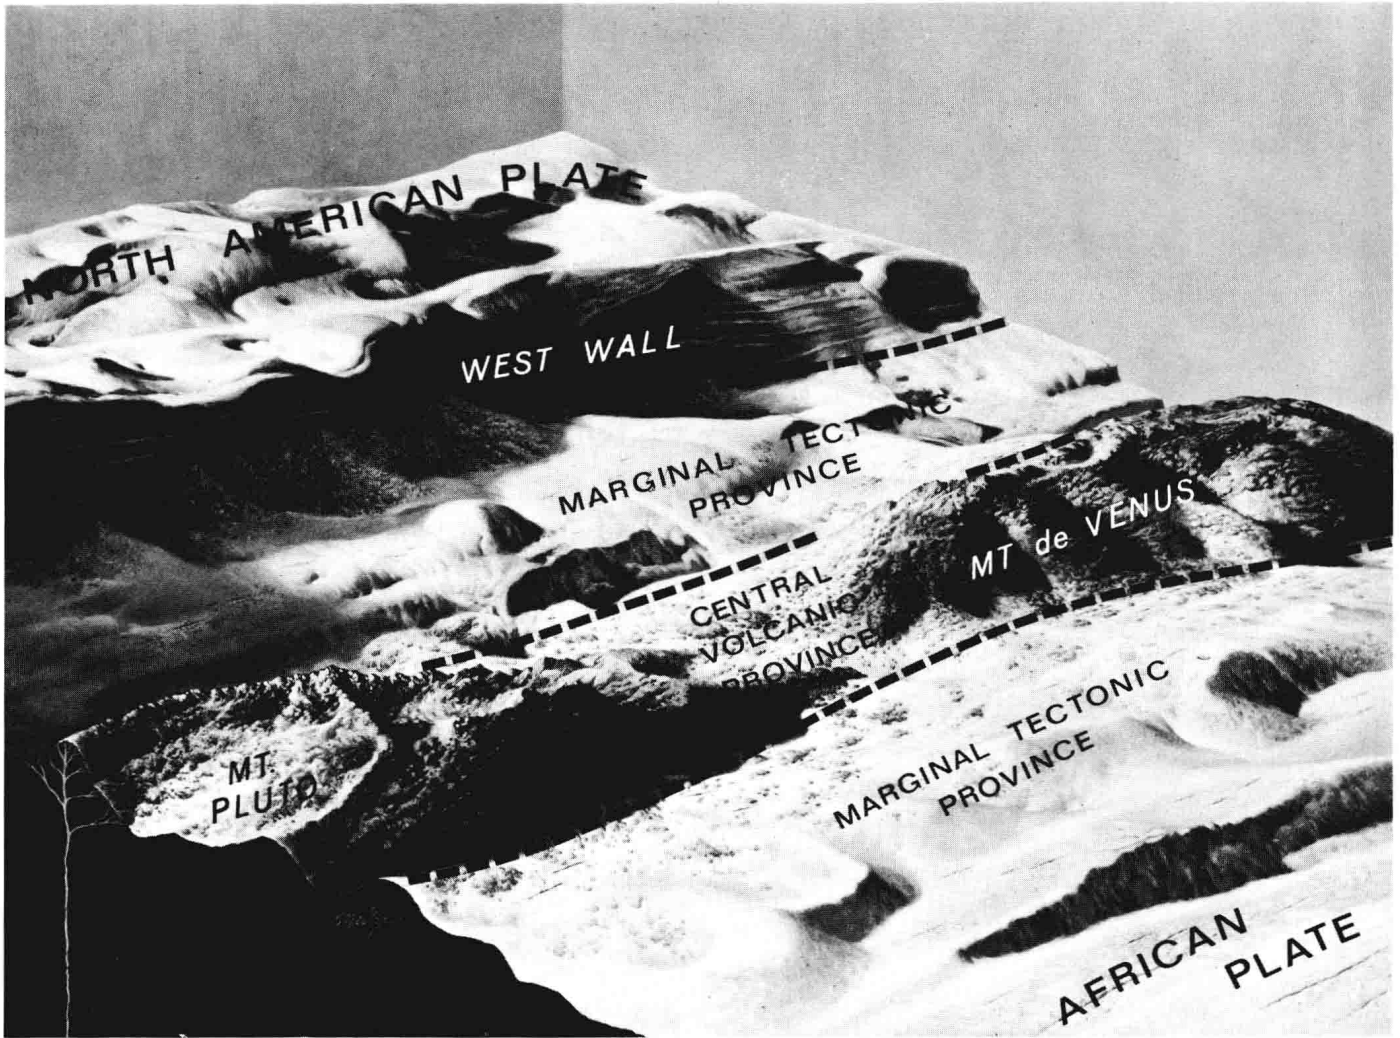 NORTH AMERICAN PLATE
WEST WALL
MARGINAL TECTONIC
PROVINCE
MT de VENUS
CENTRAL
VOLCANIC
PROVINCE
MT.
PLUTO
MARGINAL TECTONIC
PROVINCE
AFRICAN
PLATE